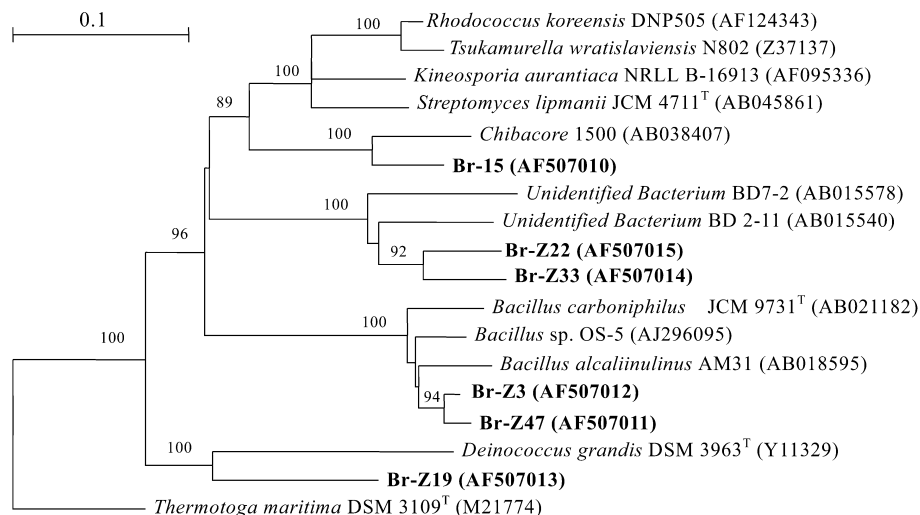 0.1
100
Rhodococcus koreensis DNP505 (AF124343)
Tsukamurella wratislaviensis N802 (Z37137)
100
Kineosporia aurantiaca NRLL B-16913 (AF095336)
Streptomyces lipmanii JCM 4711ᵀ (AB045861)
89
100
Chibacore 1500 (AB038407)
Br-15 (AF507010)
Unidentified Bacterium BD7-2 (AB015578)
100
Unidentified Bacterium BD 2-11 (AB015540)
96
92
Br-Z22 (AF507015)
Br-Z33 (AF507014)
Bacillus carboniphilus JCM 9731ᵀ (AB021182)
100
Bacillus sp. OS-5 (AJ296095)
100
Bacillus alcaliinulinus AM31 (AB018595)
94
Br-Z3 (AF507012)
Br-Z47 (AF507011)
100
Deinococcus grandis DSM 3963ᵀ (Y11329)
Br-Z19 (AF507013)
Thermotoga maritima DSM 3109ᵀ (M21774)